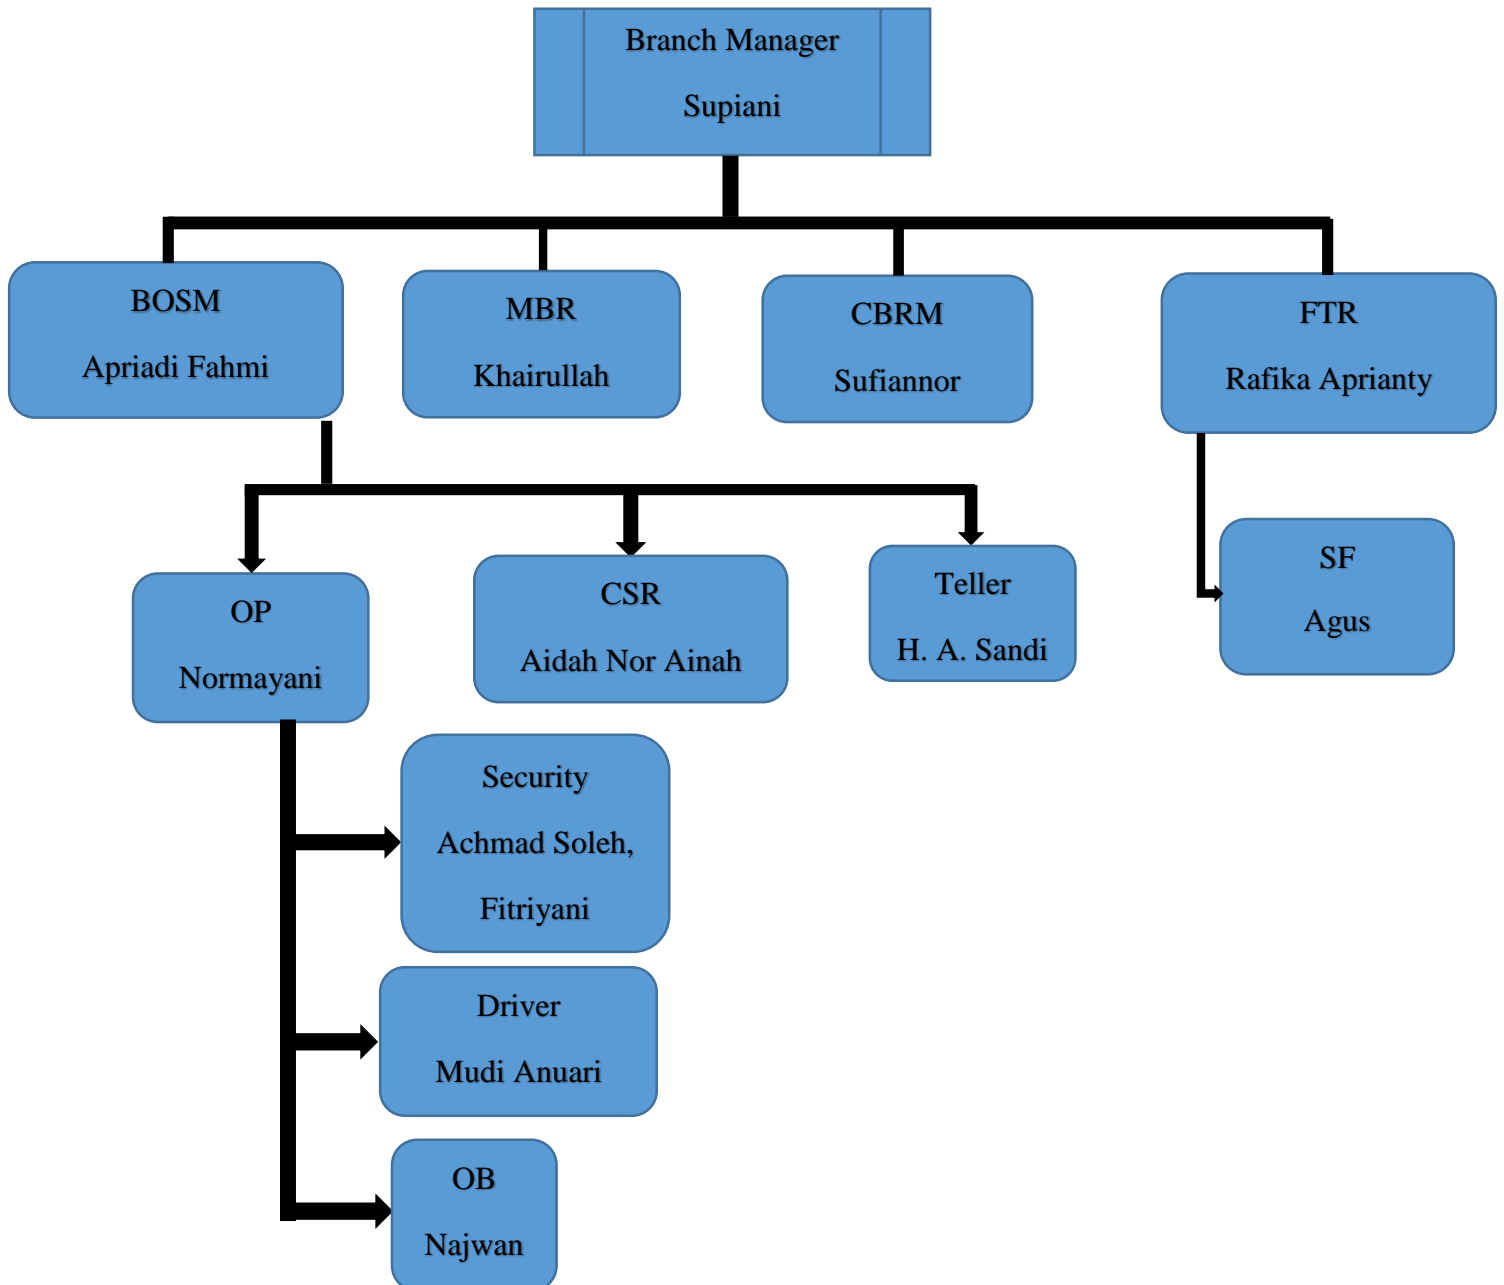 Branch Manager
Supiani
BOSM
Apriadi Fahmi
MBR
Khairullah
CBRM
Sufiannor
FTR
Rafika Aprianty
OP
Normayani
CSR
Aidah Nor Ainah
Teller
H. A. Sandi
SF
Agus
Security
Achmad Soleh,
Fitriyani
Driver
Mudi Anuari
OB
Najwan